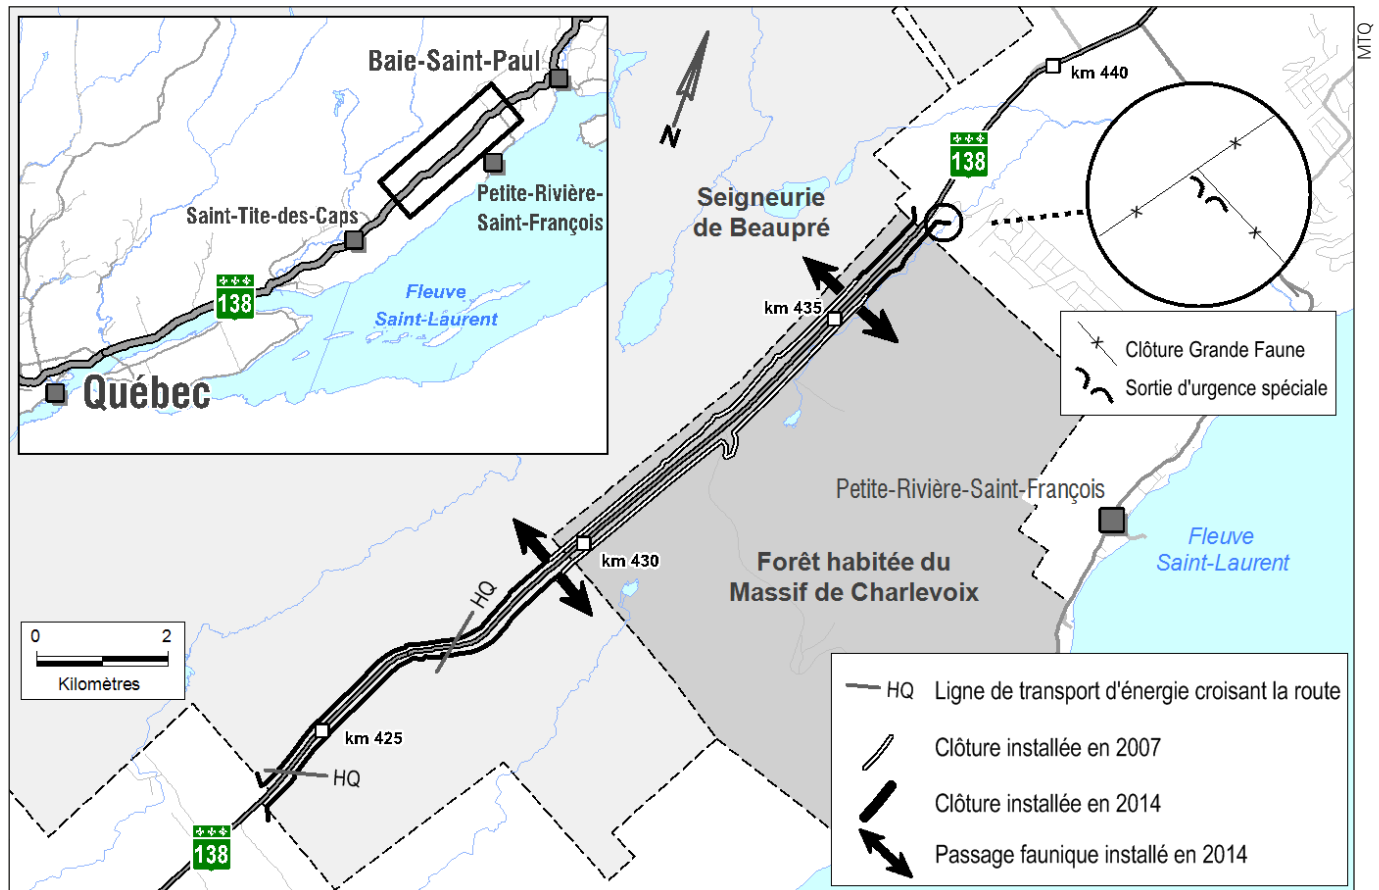 MTQ
Baie-Saint-Paul
Petite-Rivière-
Saint-François
Saint-Tite-des-Caps
138
Fleuve
Saint-Laurent
Québec
N
km 440
138
Seigneurie
de Beaupré
km 435
Clôture Grande Faune
Sortie d'urgence spéciale
Petite-Rivière-Saint-François
Fleuve
Saint-Laurent
Forêt habitée du
Massif de Charlevoix
km 430
HQ
0 2
Kilomètres
km 425
HQ
138
HQ Ligne de transport d'énergie croisant la route
Clôture installée en 2007
Clôture installée en 2014
Passage faunique installé en 2014